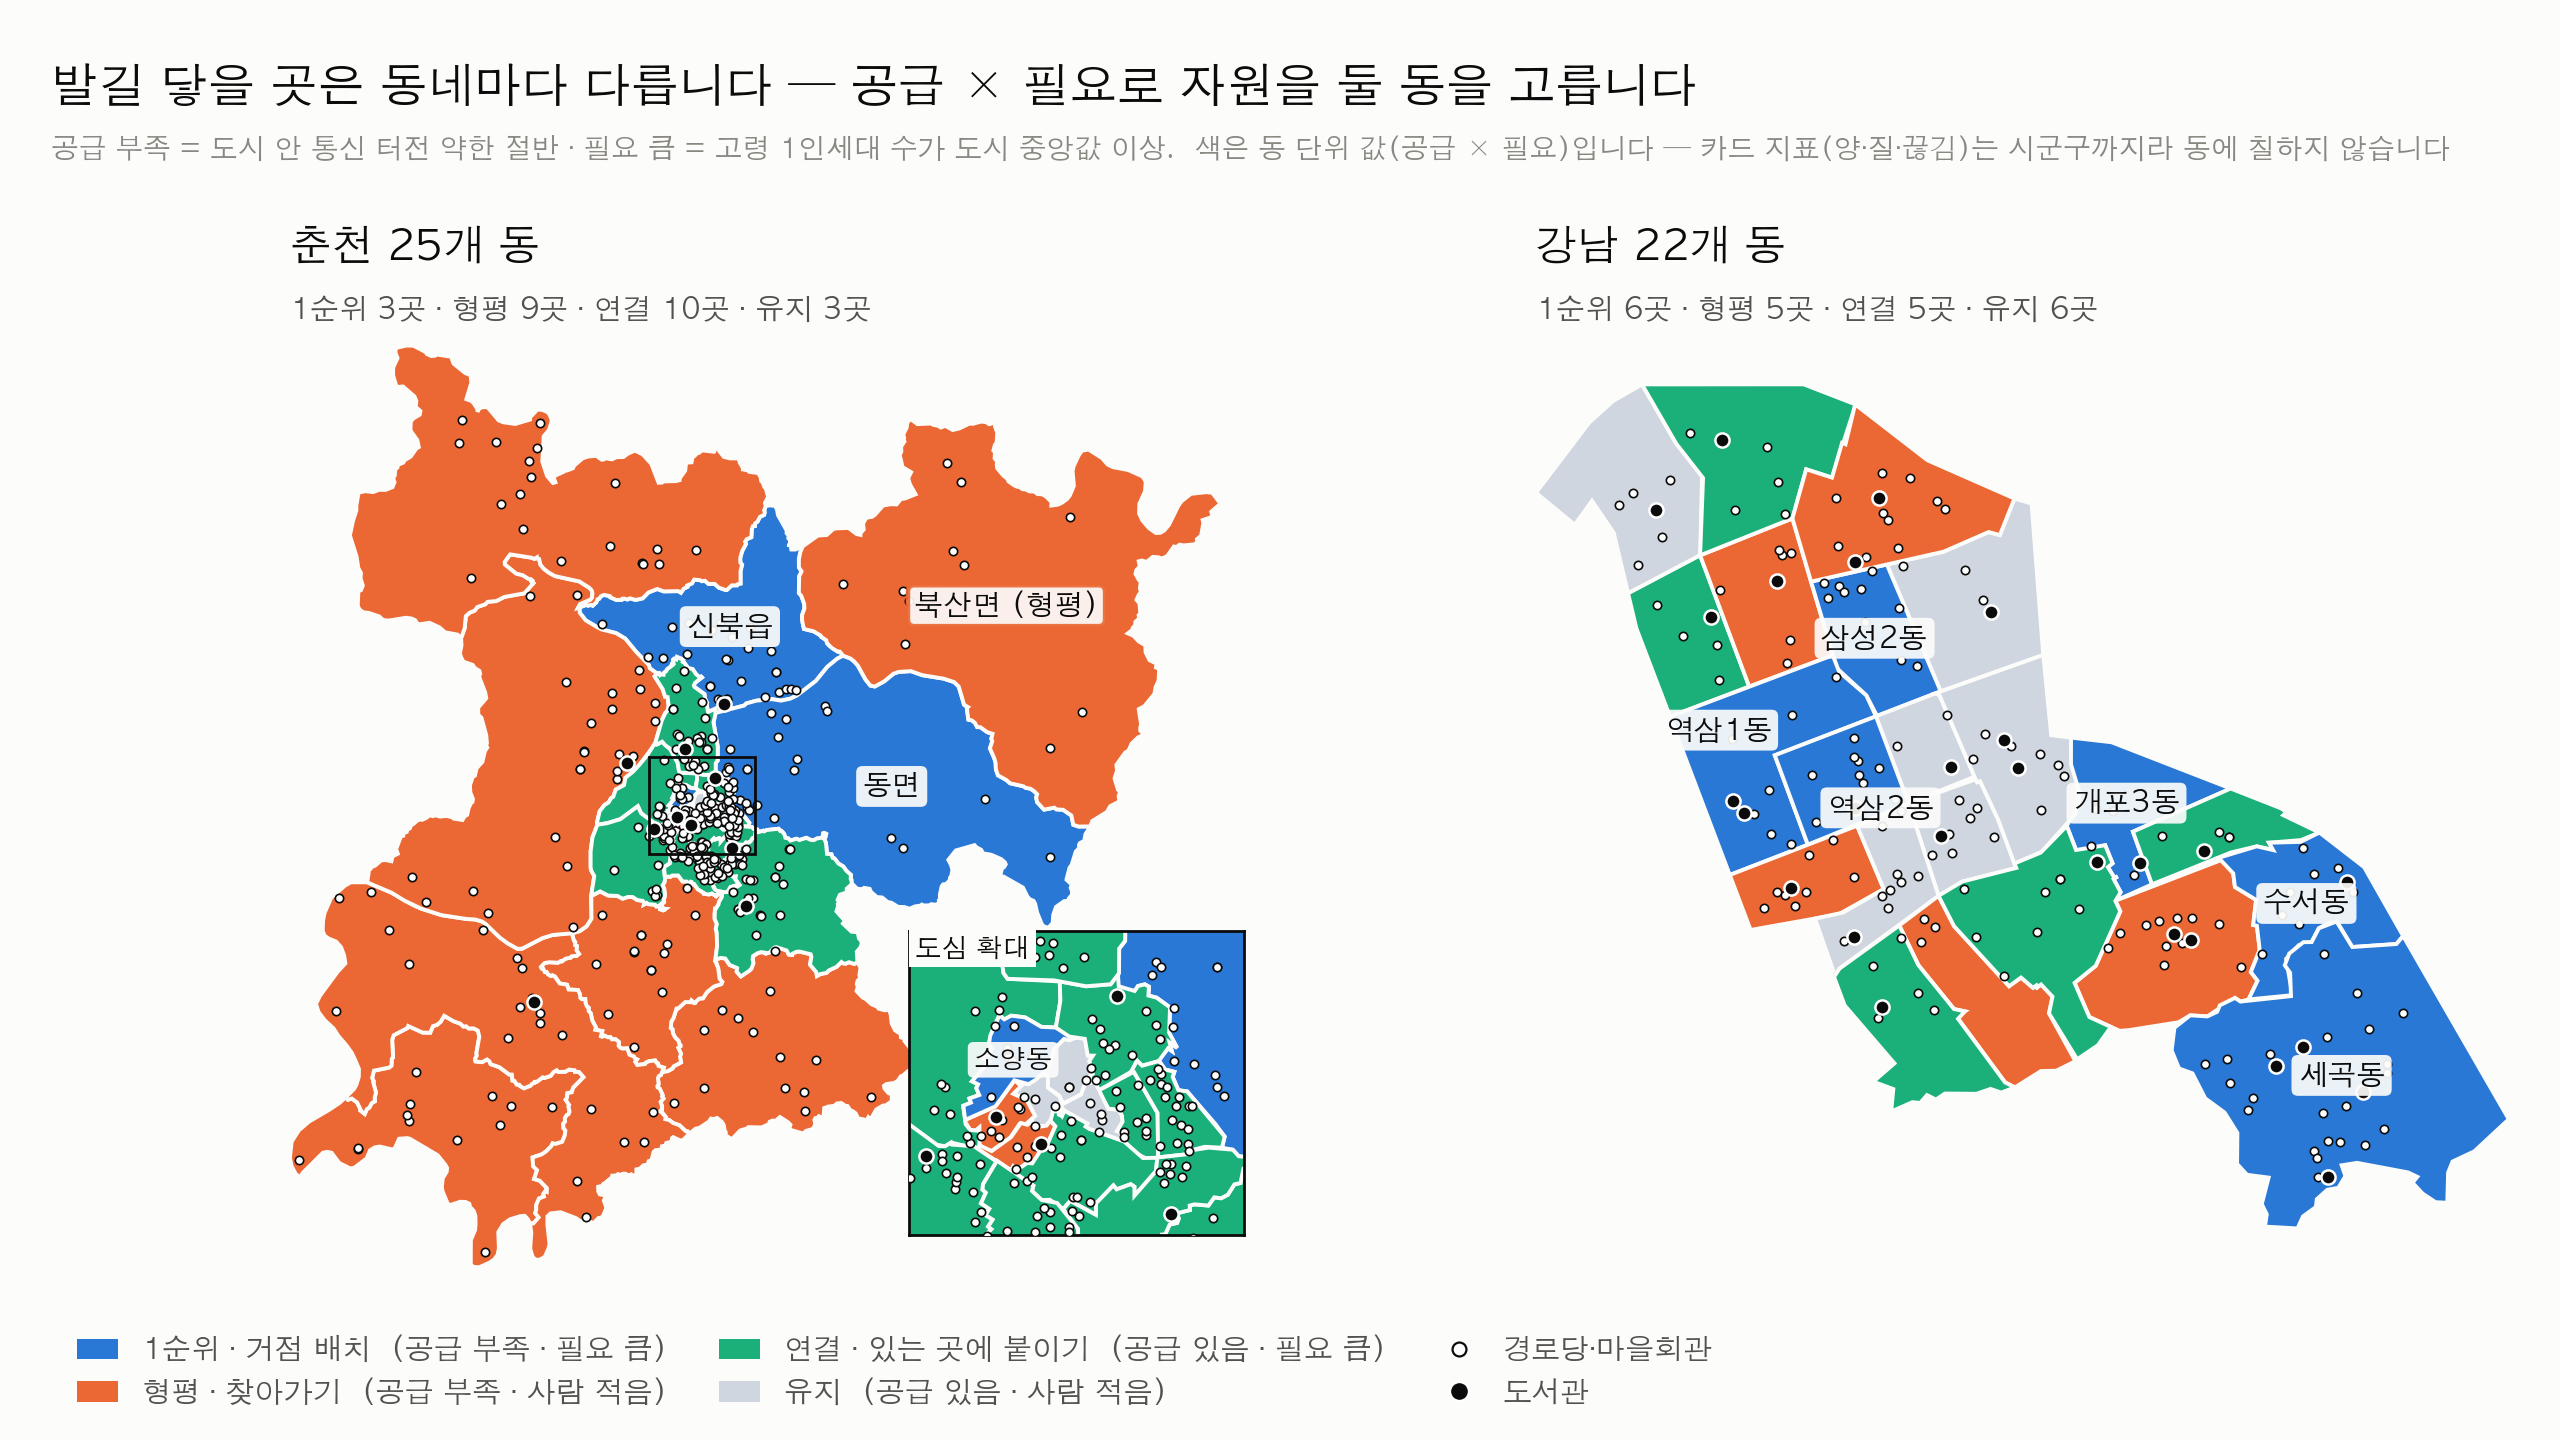 발길 닿을 곳은 동네마다 다릅니다 — 공급 × 필요로 자원을 둘 동을 고릅니다
공급 부족 = 도시 안 통신 터전 약한 절반 · 필요 큼 = 고령 1인세대 수가 도시 중앙값 이상. 색은 동 단위 값(공급 × 필요)입니다 — 카드 지표(양·질·끊김)는 시군구까지라 동에 칠하지 않습니다
춘천 25개 동
1순위 3곳 · 형평 9곳 · 연결 10곳 · 유지 3곳
신북읍
북산면 (형평)
동면
도심 확대
소양동
강남 22개 동
1순위 6곳 · 형평 5곳 · 연결 5곳 · 유지 6곳
삼성2동
역삼1동
역삼2동
개포3동
수서동
세곡동
1순위 · 거점 배치 (공급 부족 · 필요 큼)
형평 · 찾아가기 (공급 부족 · 사람 적음)
연결 · 있는 곳에 붙이기 (공급 있음 · 필요 큼)
유지 (공급 있음 · 사람 적음)
경로당·마을회관
도서관